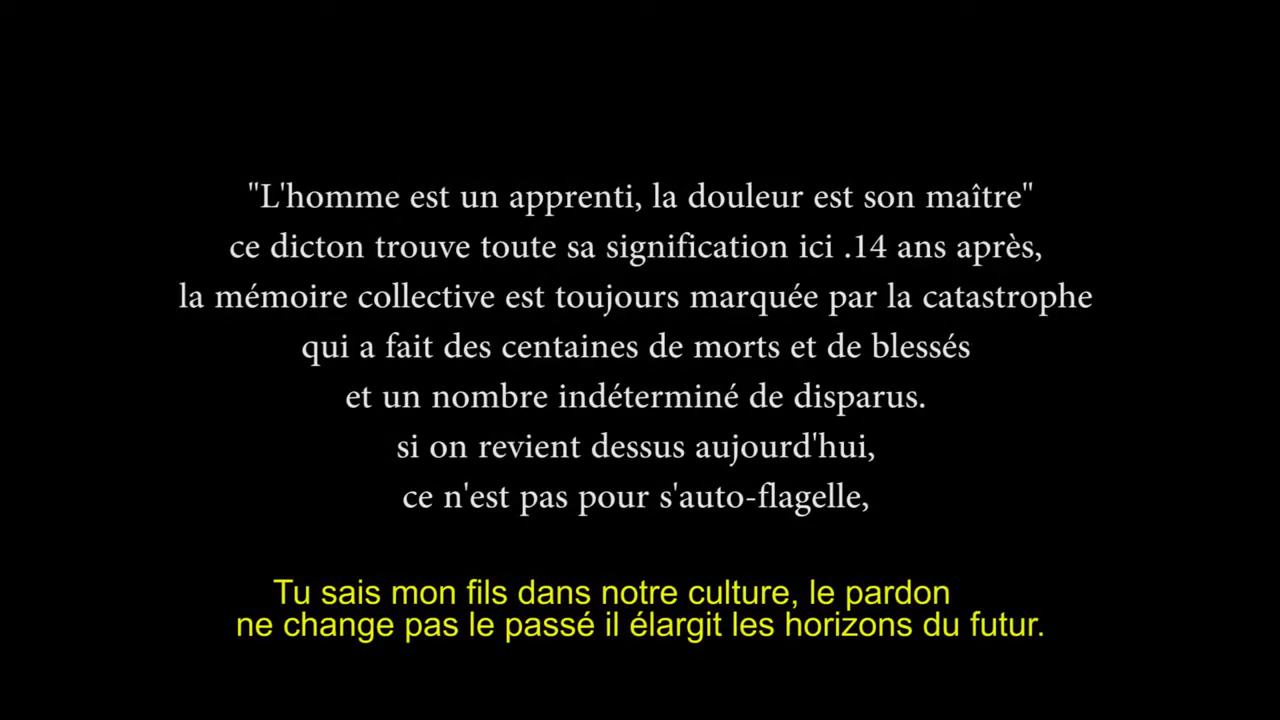 "L'homme est un apprenti, la douleur est son maître"
ce dicton trouve toute sa signification ici .14 ans après,
la mémoire collective est toujours marquée par la catastrophe
qui a fait des centaines de morts et de blessés
et un nombre indéterminé de disparus.
si on revient dessus aujourd'hui,
ce n'est pas pour s'auto-flagelle,
Tu sais mon fils dans notre culture, le pardon
ne change pas le passé il élargit les horizons du futur.